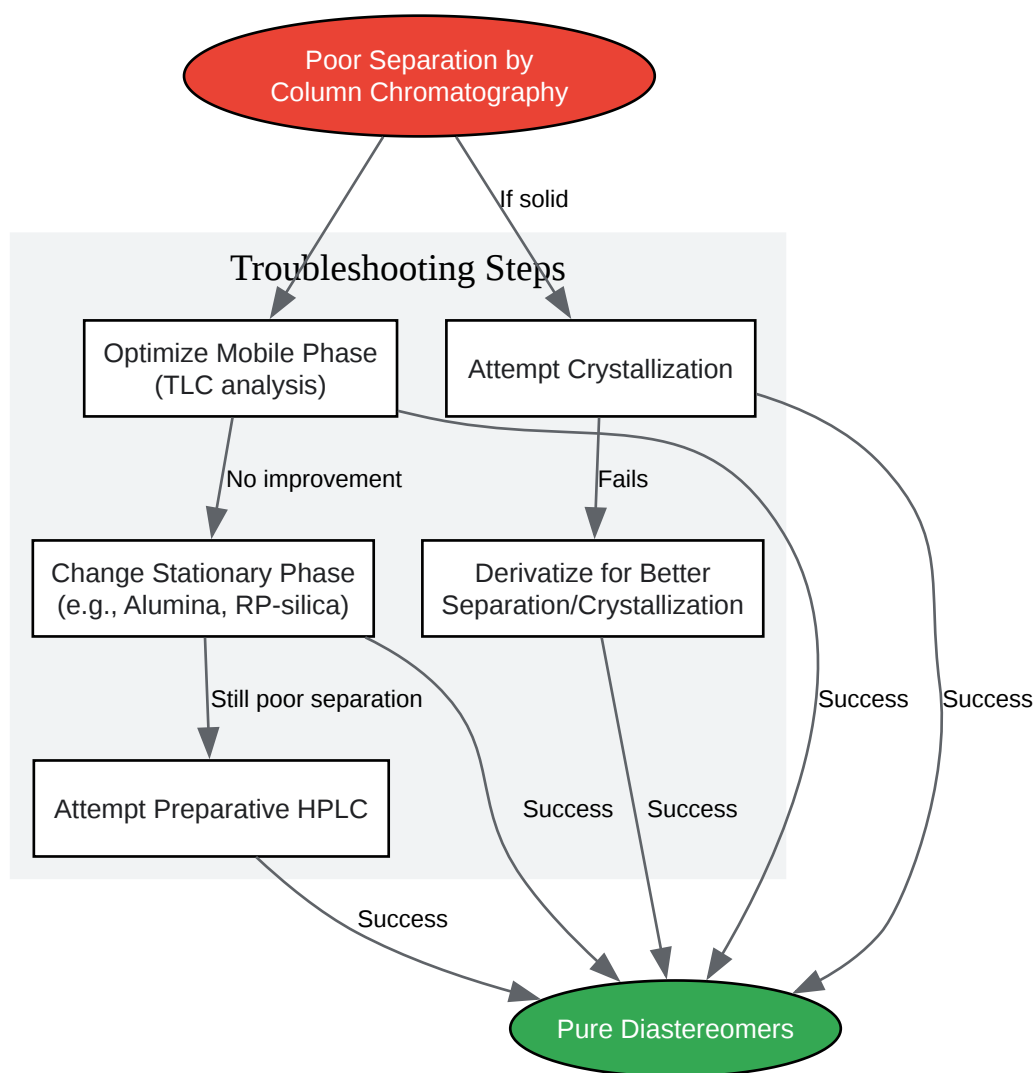 Poor Separation by
Column Chromatography
If solid
Troubleshooting Steps
Optimize Mobile Phase
(TLC analysis)
Attempt Crystallization
No improvement
Fails
Change Stationary Phase
(e.g., Alumina, RP-silica)
Derivatize for Better
Separation/Crystallization
Still poor separation
Success
Success
Attempt Preparative HPLC
Success
Success
Success
Pure Diastereomers